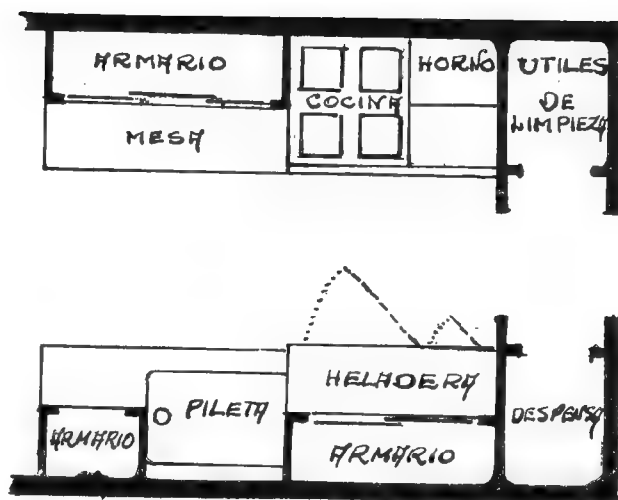 ARMARIO
MESA
COCINA
HORNO
UTILES
DE
LIMPIEZA
HELADERA
PILETA
ARMARIO
ARMARIO
DESPENSA